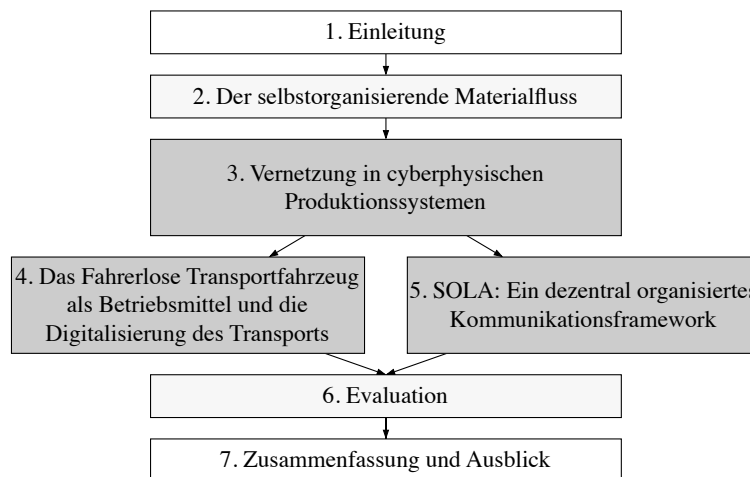 1. Einleitung
2. Der selbstorganisierende Materialfluss
3. Vernetzung in cyberphysischen
Produktionssystemen
4. Das Fahrerlose Transportfahrzeug
als Betriebsmittel und die
Digitalisierung des Transports
5. SOLA: Ein dezentral organisiertes
Kommunikationsframework
6. Evaluation
7. Zusammenfassung und Ausblick